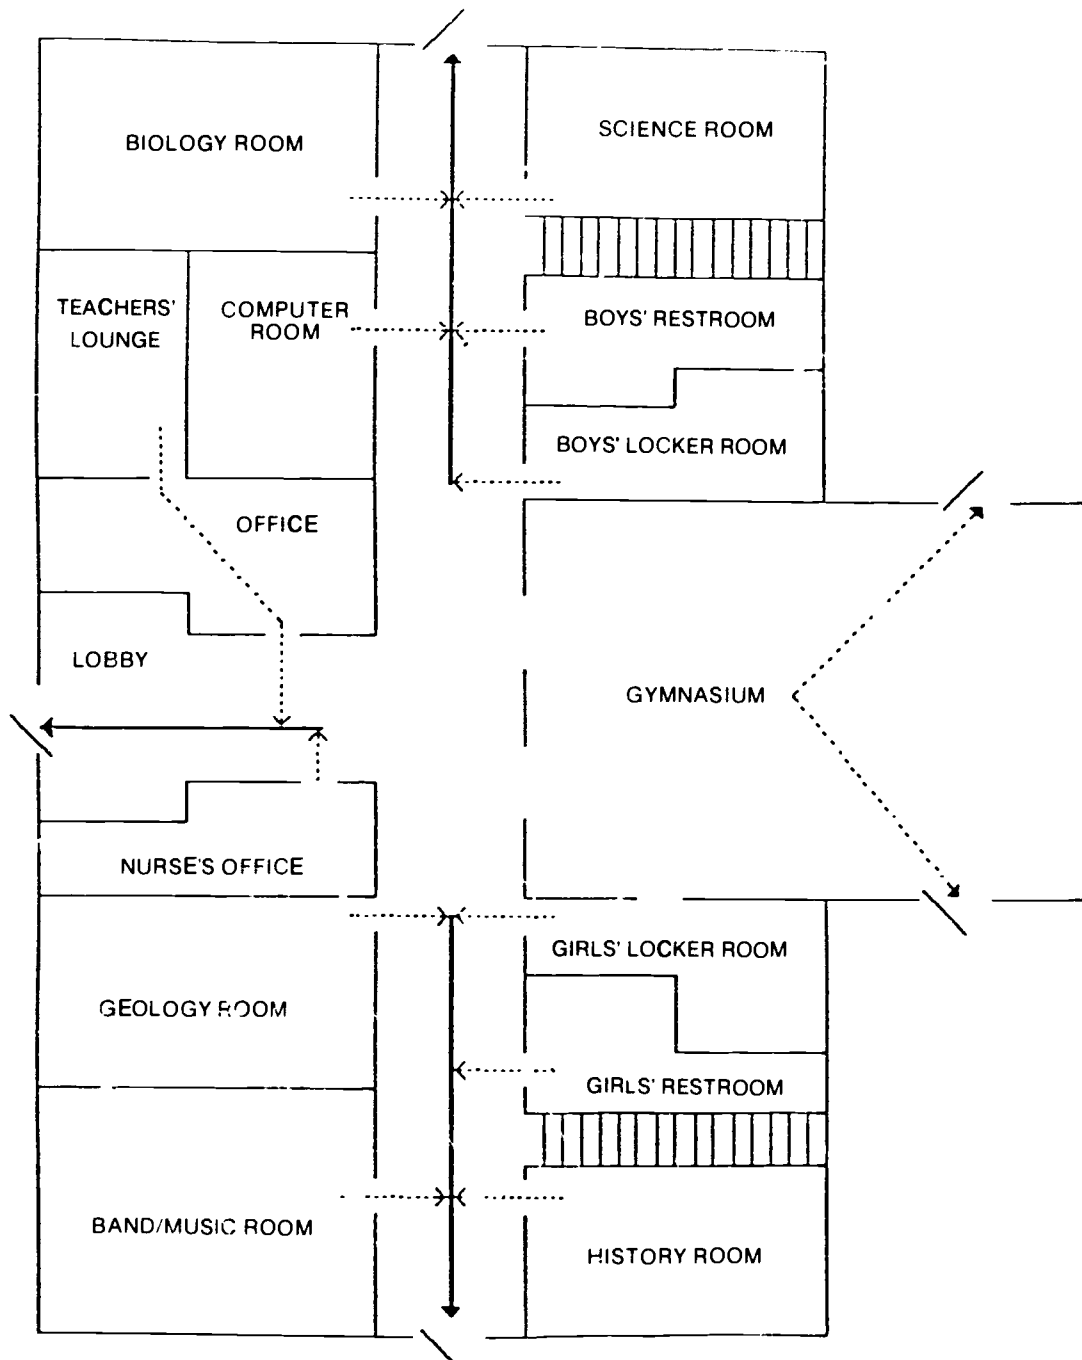 BIOLOGY ROOM
SCIENCE ROOM
TEACHERS'
LOUNGE
COMPUTER
ROOM
BOYS' RESTROOM
BOYS' LOCKER ROOM
OFFICE
LOBBY
GYMNASIUM
NURSE'S OFFICE
GIRLS' LOCKER ROOM
GEOLOGY ROOM
GIRLS' RESTROOM
BAND/MUSIC ROOM
HISTORY ROOM